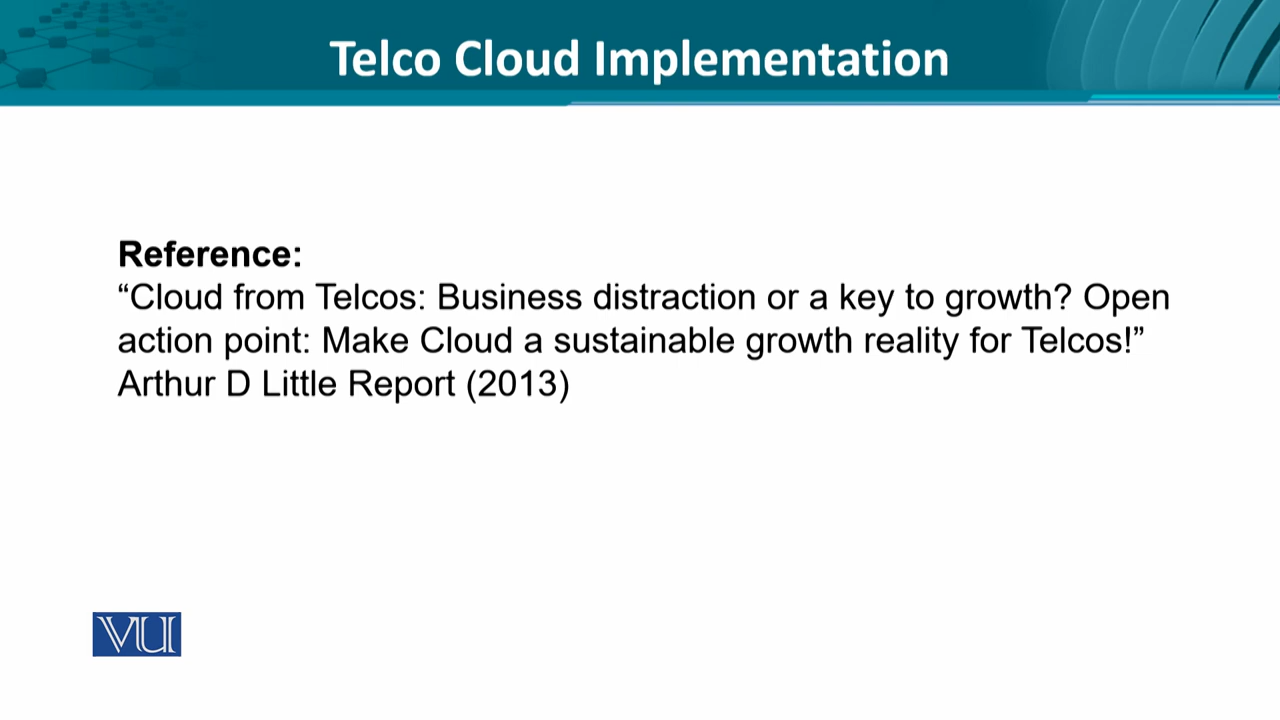 Telco Cloud Implementation
Reference:
“Cloud from Telcos: Business distraction or a key to growth? Open
action point: Make Cloud a sustainable growth reality for Telcos!”
Arthur D Little Report (2013)
VU